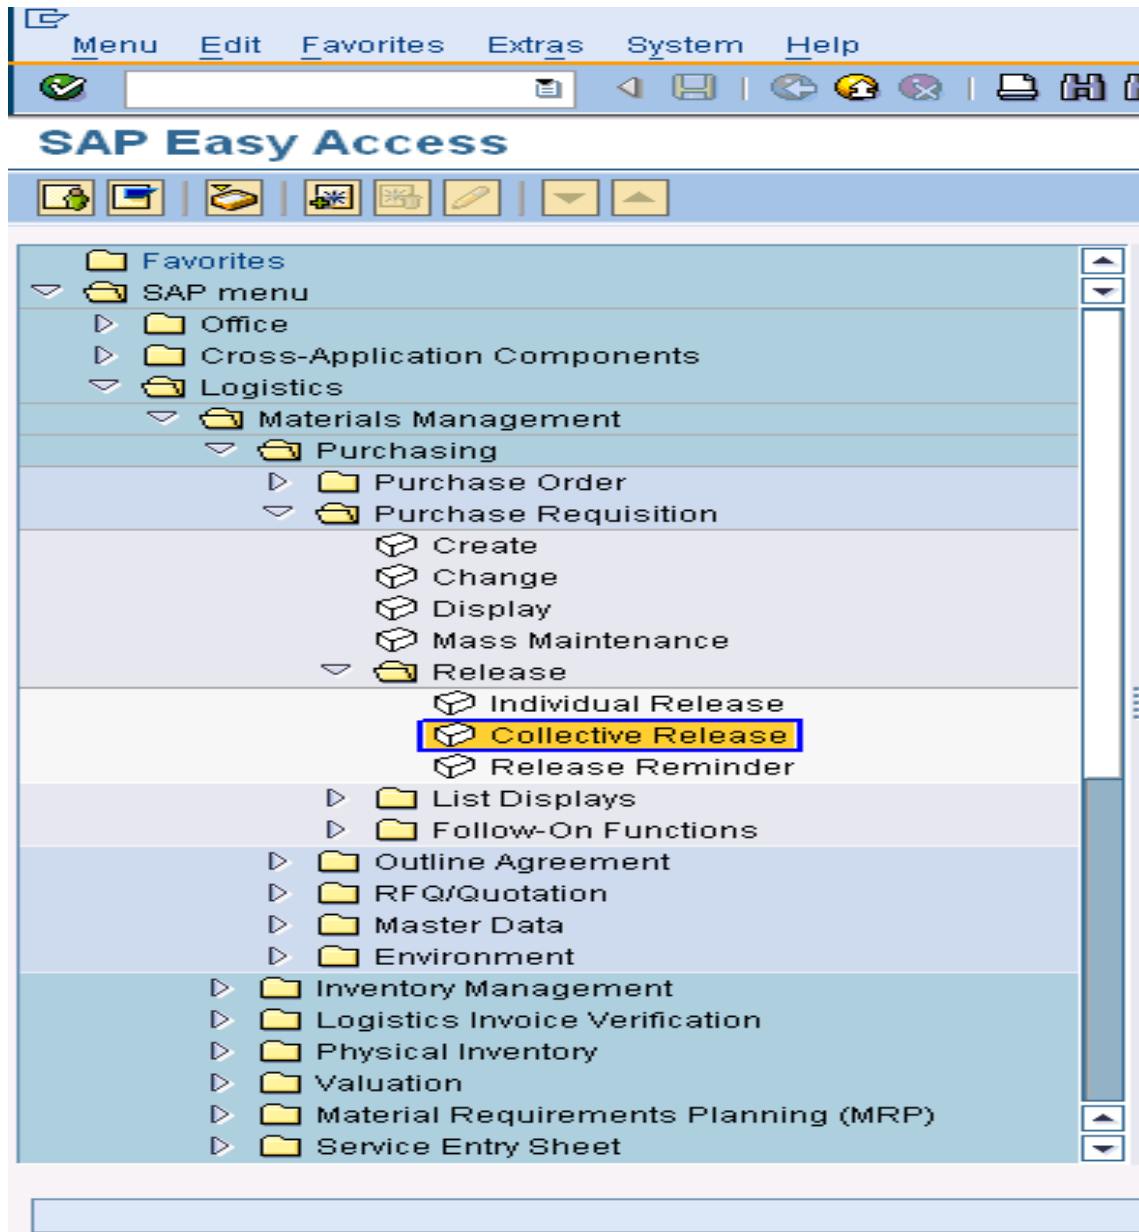 Menu Edit Favorites Extras System Help
SAP Easy Access
Favorites
SAP menu
Office
Cross-Application Components
Logistics
Materials Management
Purchasing
Purchase Order
Purchase Requisition
Create
Change
Display
Mass Maintenance
Release
Individual Release
Collective Release
Release Reminder
List Displays
Follow-On Functions
Outline Agreement
RFQ/Quotation
Master Data
Environment
Inventory Management
Logistics Invoice Verification
Physical Inventory
Valuation
Material Requirements Planning (MRP)
Service Entry Sheet